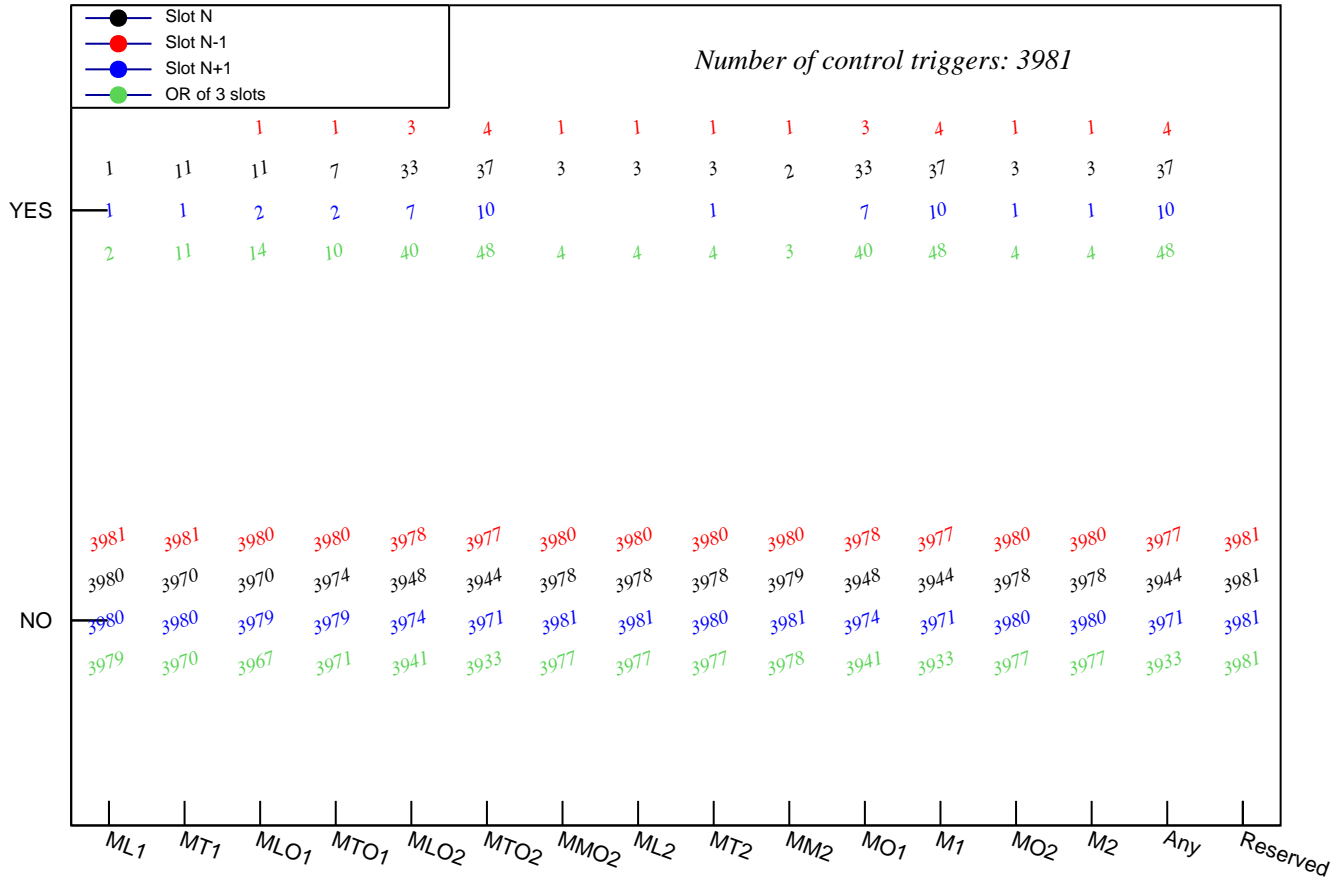 Slot N
Slot N-1
Slot N+1
OR of 3 slots
Number of control triggers: 3981
1 1 3 4 1 1 1 1 3 4 1 1 4
1 11 11 7 33 37 3 3 3 2 33 37 3 3 37
YES 1 1 2 2 7 10 1 7 10 1 1 10
2 11 14 10 40 48 4 4 4 3 40 48 4 4 48
3981 3981 3980 3980 3978 3977 3980 3980 3980 3980 3978 3977 3980 3980 3977 3981
3980 3970 3970 3974 3948 3944 3978 3978 3978 3979 3948 3944 3978 3978 3944 3981
NO 3980 3980 3979 3979 3974 3971 3981 3981 3980 3981 3974 3971 3980 3980 3971 3981
3979 3970 3967 3971 3941 3933 3977 3977 3977 3978 3941 3933 3977 3977 3933 3981
ML1 MT1 MLO1 MTO1 MLO2 MTO2 MMO2 ML2 MT2 MM2 MO1 M1 MO2 M2 Any Reserved